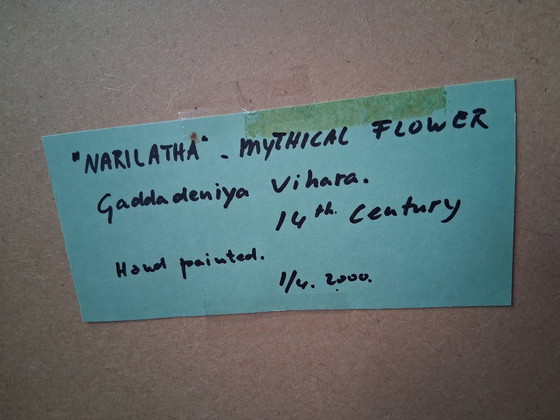 "NARILATHA" - MYTHICAL FLOWER
Gaddadeniya Vihara.
14th. Century
Hand painted.
1/4. 2000.